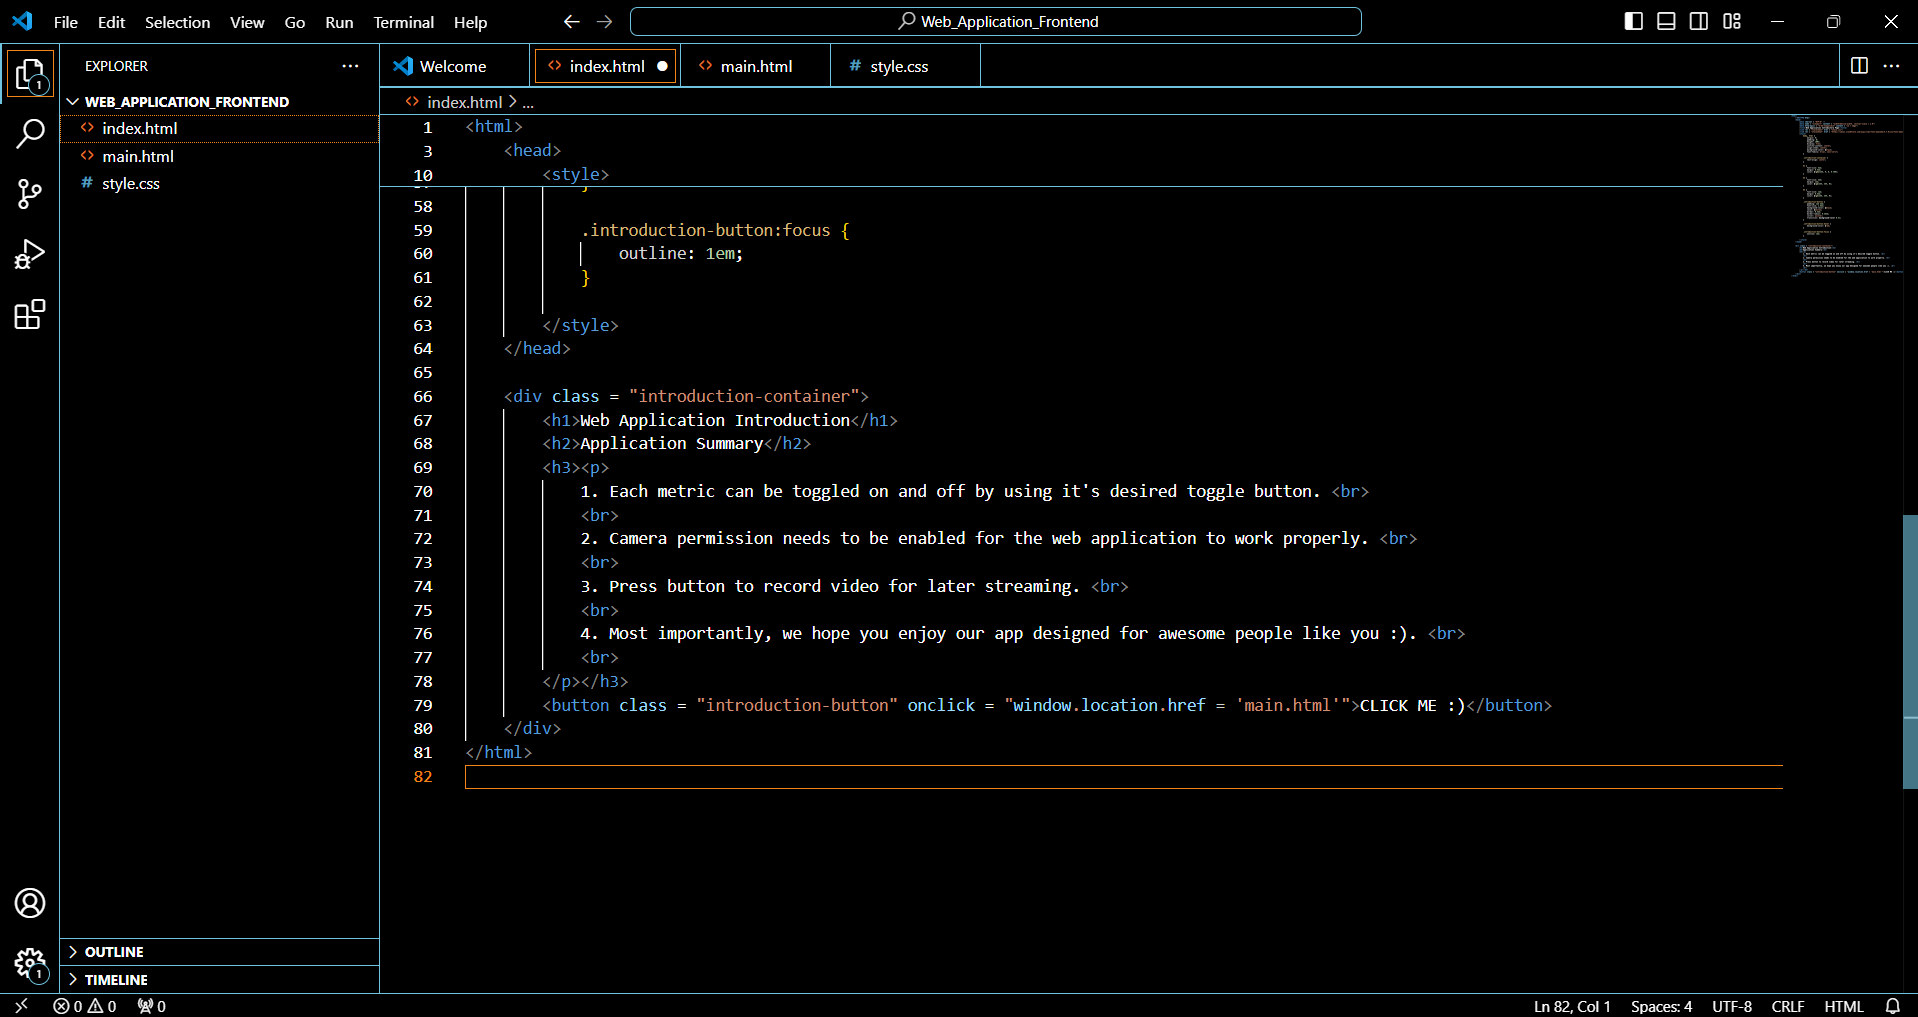 File Edit Selection View Go Run Terminal Help
Web_Application_Frontend
EXPLORER
WEB_APPLICATION_FRONTEND
index.html
main.html
style.css
OUTLINE
TIMELINE
1
1
Welcome
index.html
main.html
style.css
index.html > ...
1 <html>
3 <head>
10 <style>
58
59 .introduction-button:focus {
60 outline: 1em;
61 }
62
63 </style>
64 </head>
65
66 <div class = "introduction-container">
67 <h1>Web Application Introduction</h1>
68 <h2>Application Summary</h2>
69 <h3><p>
70 1. Each metric can be toggled on and off by using it's desired toggle button. <br>
71 <br>
72 2. Camera permission needs to be enabled for the web application to work properly. <br>
73 <br>
74 3. Press button to record video for later streaming. <br>
75 <br>
76 4. Most importantly, we hope you enjoy our app designed for awesome people like you :). <br>
77 <br>
78 </p></h3>
79 <button class = "introduction-button" onclick = "window.location.href = 'main.html'">CLICK ME :)</button>
80 </div>
81 </html>
82
0 0 0
Ln 82, Col 1 Spaces: 4 UTF-8 CRLF HTML